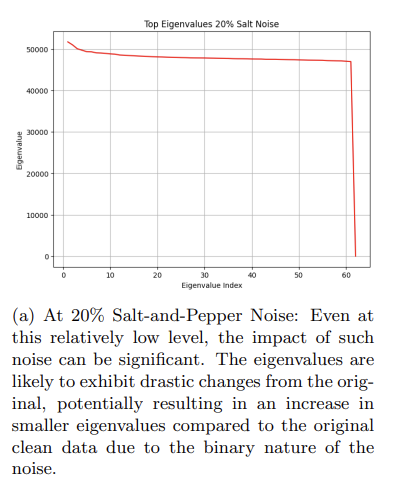 Top Eigenvalues 20% Salt Noise
50000
40000
30000
20000
10000
0
Eigenvalue
0 10 20 30 40 50 60
Eigenvalue Index
(a) At 20% Salt-and-Pepper Noise: Even at
this relatively low level, the impact of such
noise can be significant. The eigenvalues are
likely to exhibit drastic changes from the orig-
inal, potentially resulting in an increase in
smaller eigenvalues compared to the original
clean data due to the binary nature of the
noise.